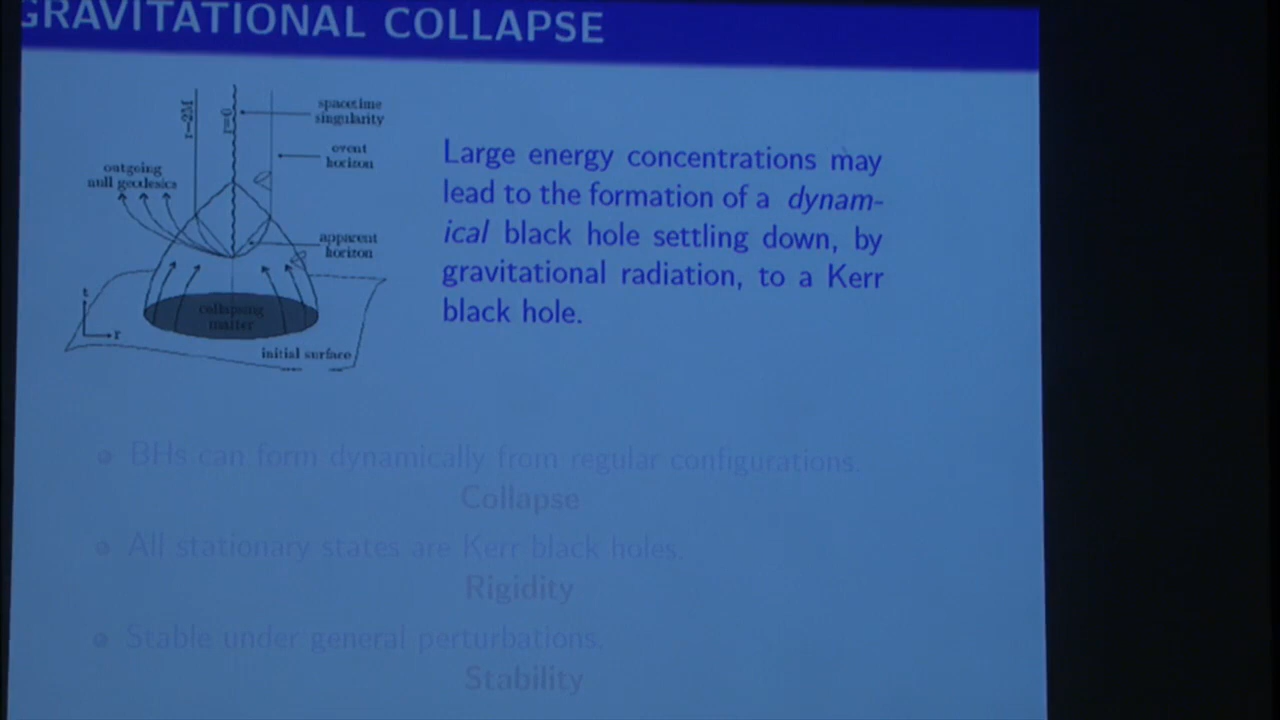 GRAVITATIONAL COLLAPSE
r=2M
r=0
spacetime
singularity
event
horizon
outgoing
null geodesics
apparent
horizon
t
r
collapsing
matter
initial surface
Large energy concentrations may
lead to the formation of a dynam-
ical black hole settling down, by
gravitational radiation, to a Kerr
black hole.
BHs can form dynamically from regular configurations.
Collapse
All stationary states are Kerr black holes.
Rigidity
Stable under general perturbations.
Stability